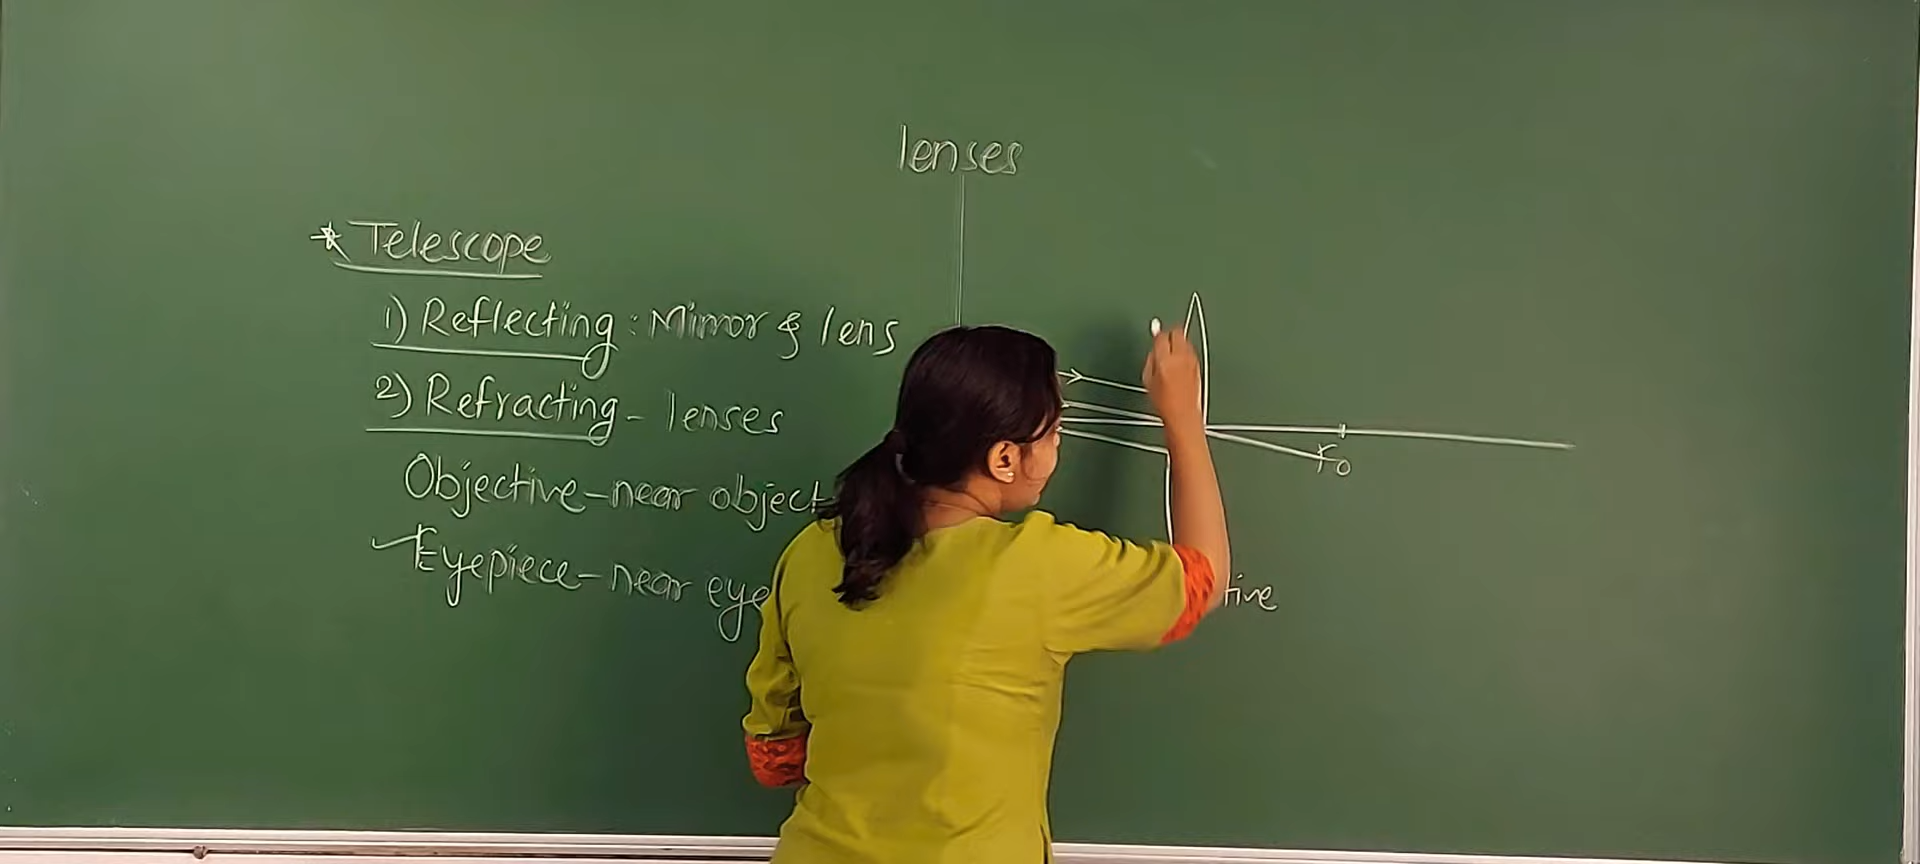 lenses
Telescope
1) Reflecting : Mirror & lens
2) Refracting - lenses
Objective - near object
Eyepiece - near eye
tive
Fo